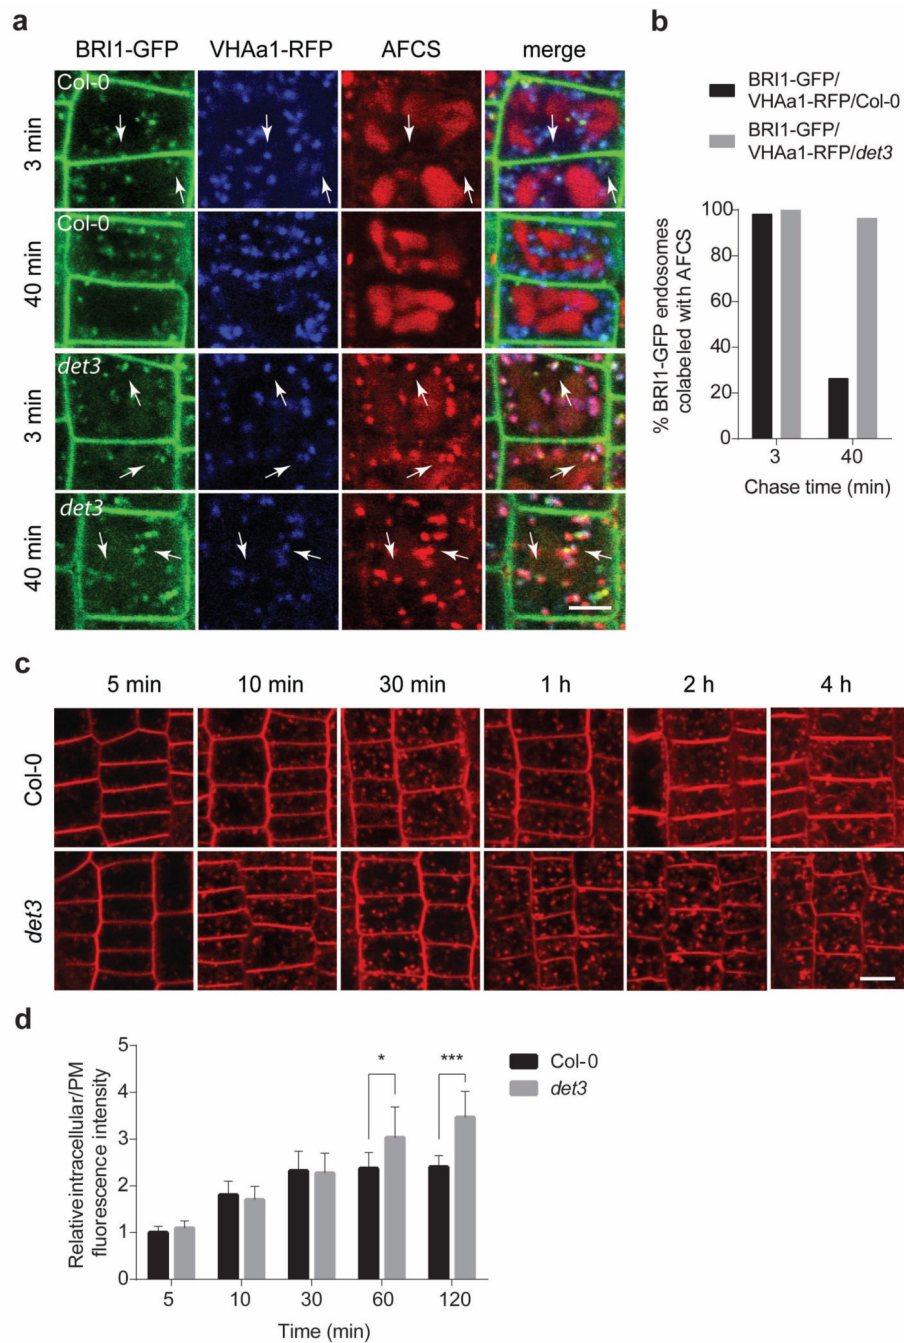 a
BRI1-GFP VHAa1-RFP AFCS merge
Col-0
3 min
Col-0
40 min
det3
3 min
det3
40 min
b
BRI1-GFP/
VHAa1-RFP/Col-0
BRI1-GFP/
VHAa1-RFP/det3
% BRI1-GFP endosomes
colabeled with AFCS
100
80
60
40
20
0
3 40
Chase time (min)
c
5 min 10 min 30 min 1 h 2 h 4 h
Col-0
det3
d
Relativeintracellular/PM
fluorescence intensity
5
4
3
2
1
0
* ***
Col-0
det3
5 10 30 60 120
Time (min)